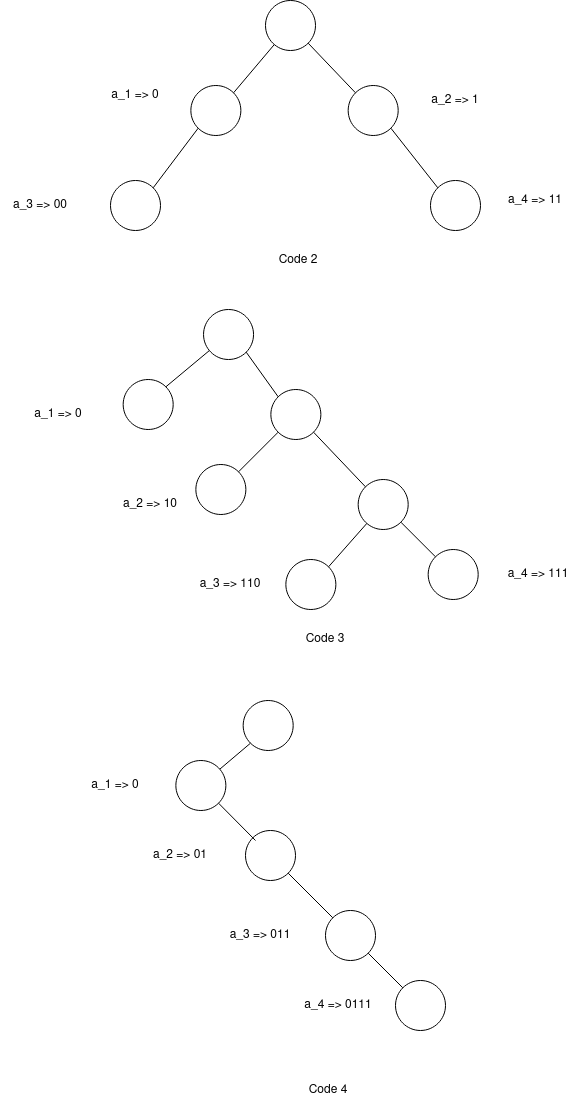 a_1 => 0
a_2 => 1
a_3 => 00
a_4 => 11
Code 2
a_1 => 0
a_2 => 10
a_3 => 110
a_4 => 111
Code 3
a_1 => 0
a_2 => 01
a_3 => 011
a_4 => 0111
Code 4